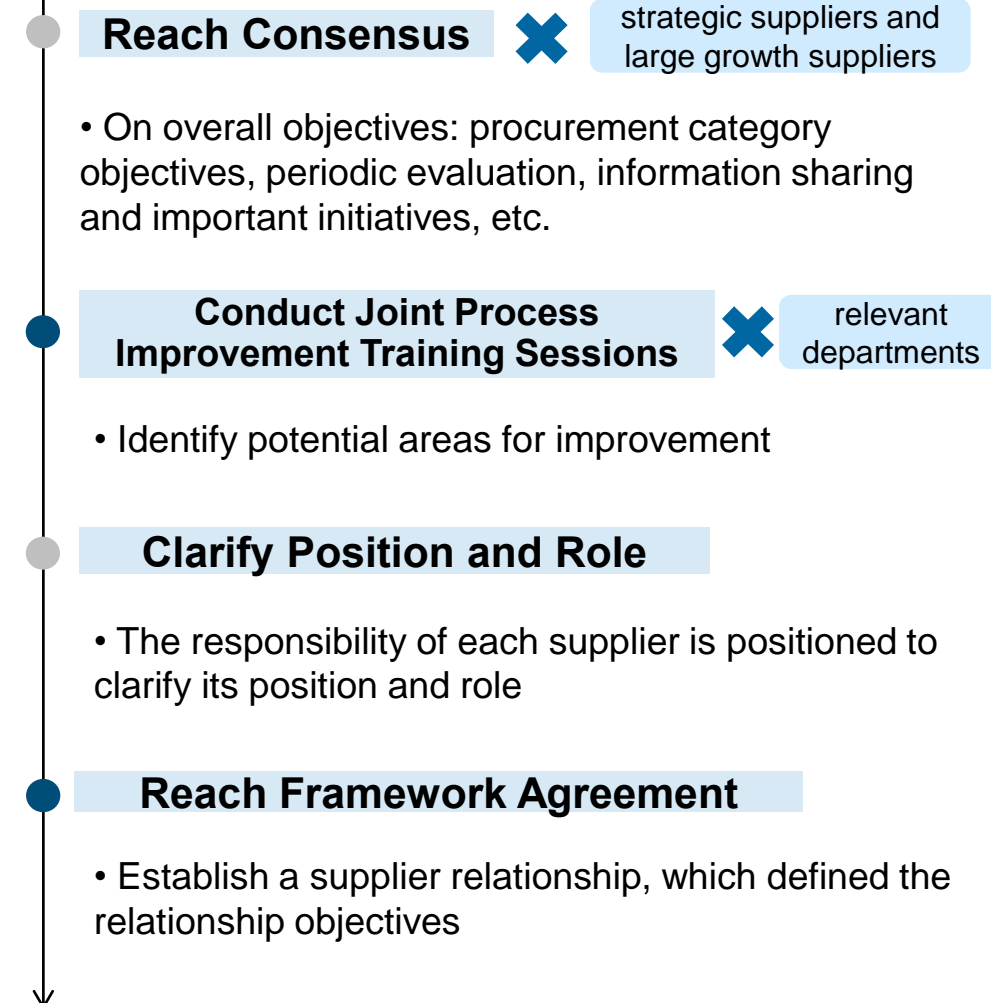 Reach Consensus
strategic suppliers and
large growth suppliers
• On overall objectives: procurement category
objectives, periodic evaluation, information sharing
and important initiatives, etc.
Conduct Joint Process
Improvement Training Sessions
relevant
departments
• Identify potential areas for improvement
Clarify Position and Role
• The responsibility of each supplier is positioned to
clarify its position and role
Reach Framework Agreement
• Establish a supplier relationship, which defined the
relationship objectives